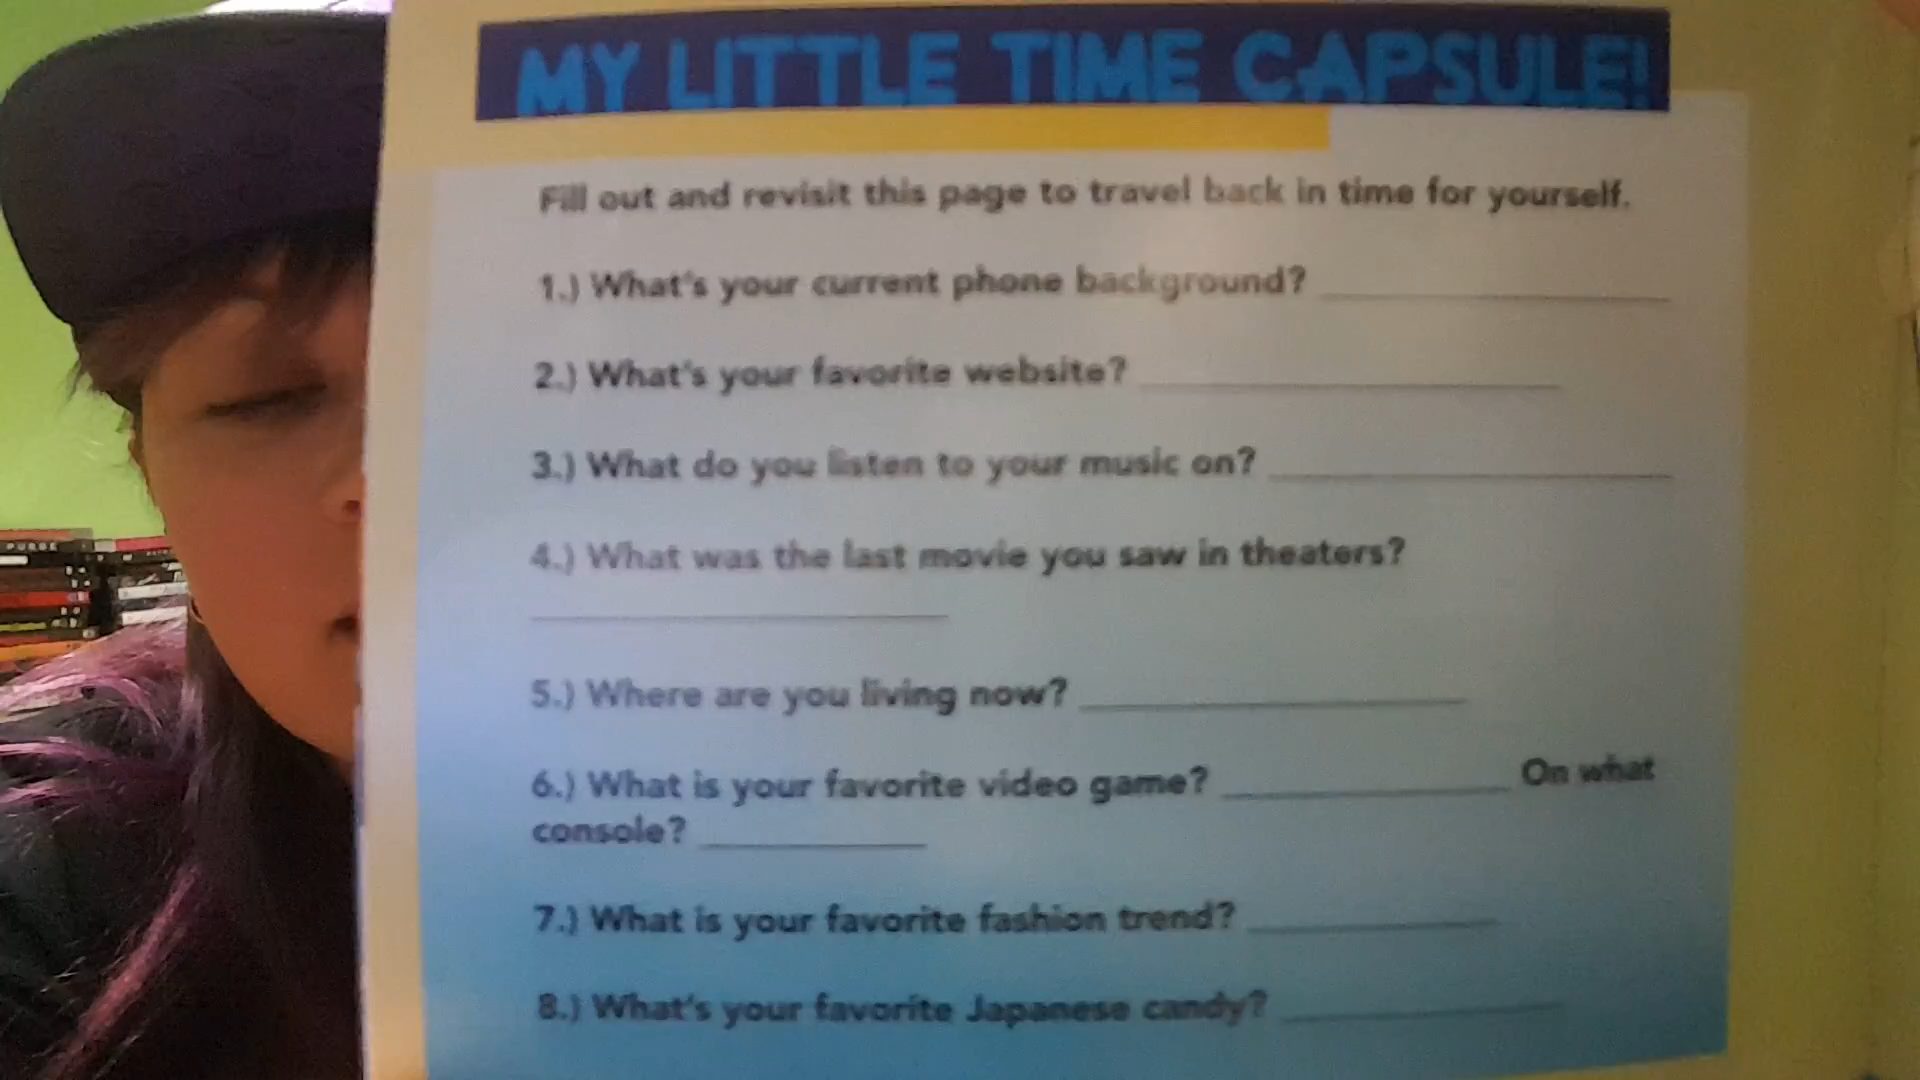 MY LITTLE TIME CAPSULE!
Fill out and revisit this page to travel back in time for yourself.
1.) What's your current phone background?
2.) What's your favorite website?
3.) What do you listen to your music on?
4.) What was the last movie you saw in theaters?
5.) Where are you living now?
6.) What is your favorite video game? On what
console?
7.) What is your favorite fashion trend?
8.) What's your favorite Japanese candy?